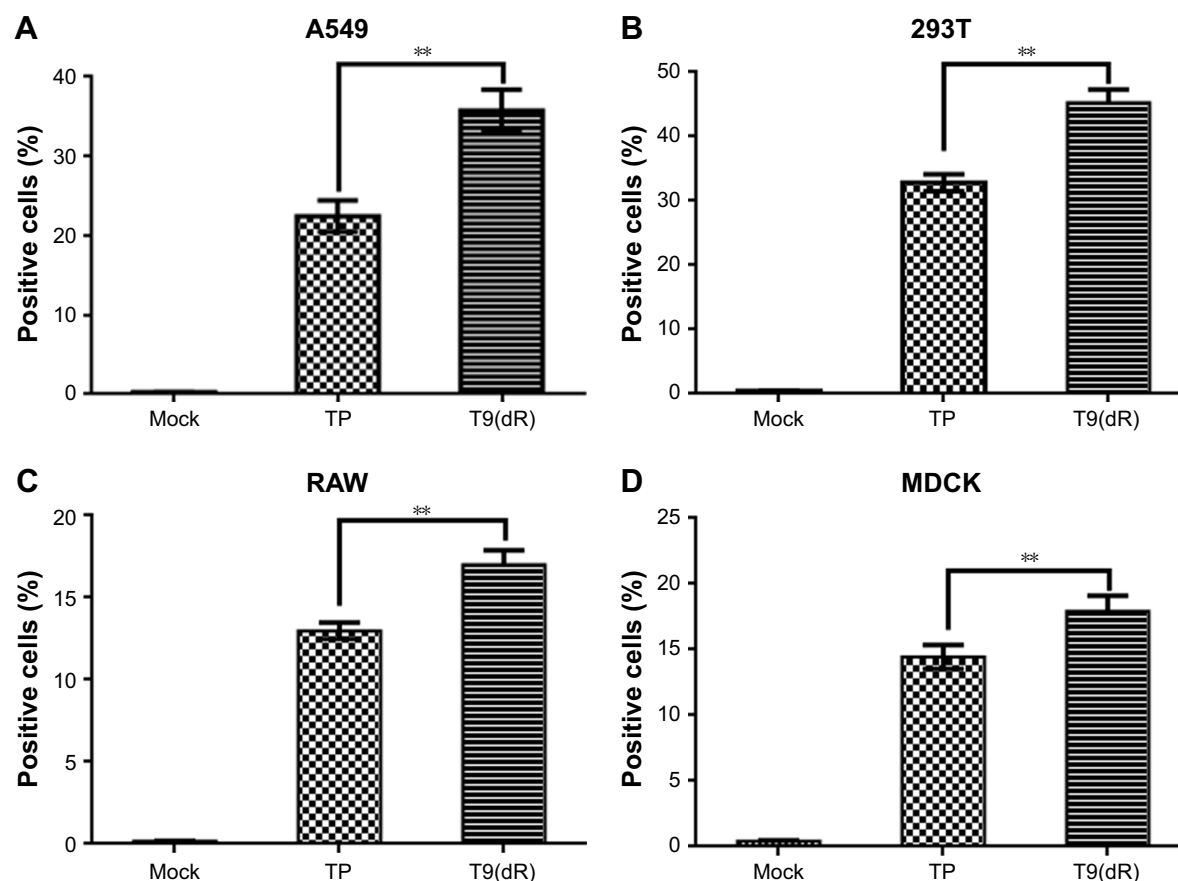 A
A549
**
Positive cells (%)
40
30
20
10
0
Mock TP T9(dR)
B
293T
**
Positive cells (%)
50
40
30
20
10
0
Mock TP T9(dR)
C
RAW
**
Positive cells (%)
20
15
10
5
0
Mock TP T9(dR)
D
MDCK
**
Positive cells (%)
25
20
15
10
5
0
Mock TP T9(dR)